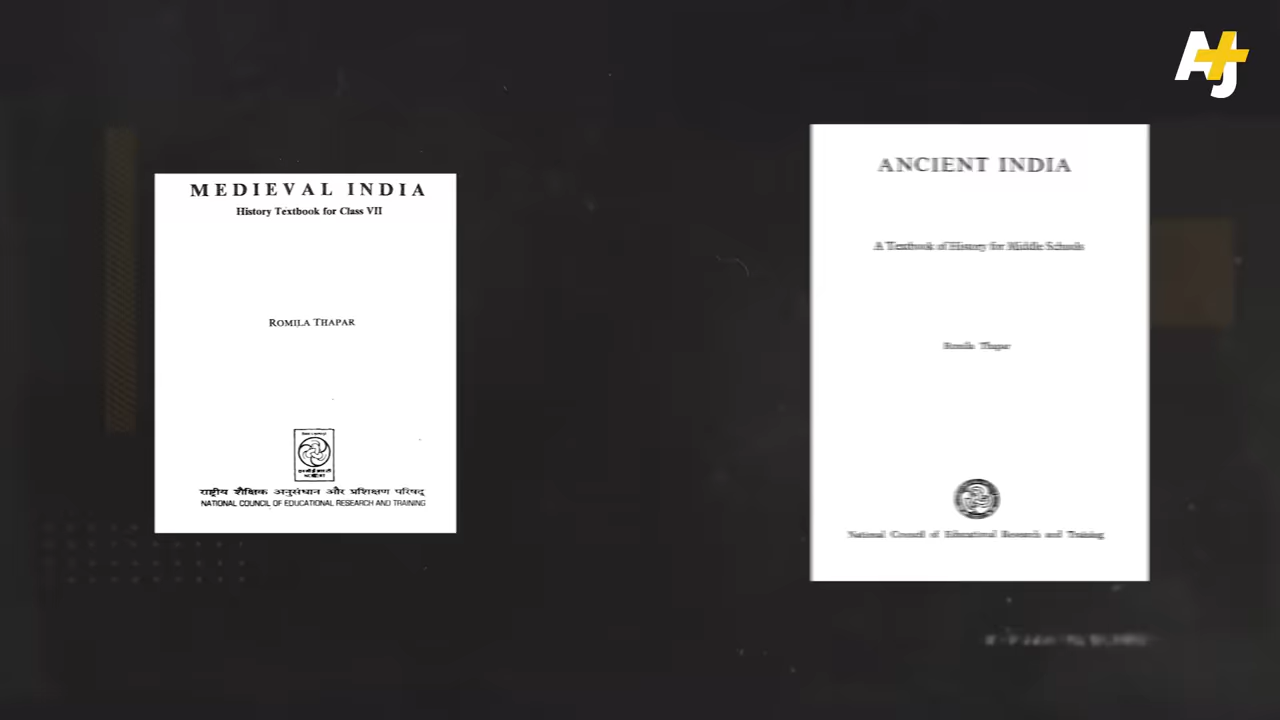 AJ+
MEDIEVAL INDIA
History Textbook for Class VII
ROMILA THAPAR
राष्ट्रीय शैक्षिक अनुसंधान और प्रशिक्षण परिषद्
NATIONAL COUNCIL OF EDUCATIONAL RESEARCH AND TRAINING
ANCIENT INDIA
A Textbook of History for Middle Schools
Romila Thapar
National Council of Educational Research and Training